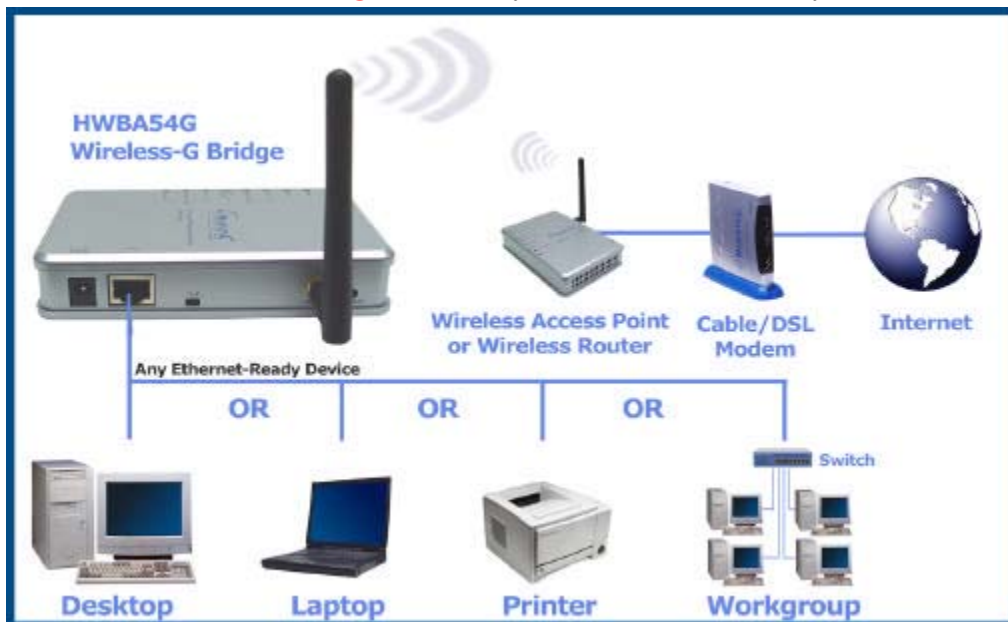 HWBA54G
Wireless-G Bridge
Wireless Access Point
or Wireless Router
Cable/DSL
Modem
Internet
Any Ethernet-Ready Device
OR
OR
OR
Switch
Desktop
Laptop
Printer
Workgroup